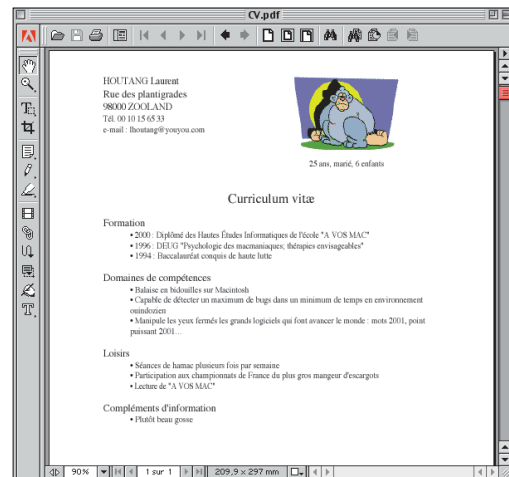 CV.pdf
HOUTANG Laurent
Rue des plantigrades
98000 ZOOLAND
Tél. 00 10 15 65 33
e-mail : lhoutang@youyou.com
25 ans, marié, 6 enfants
Curriculum vitæ
Formation
• 2000 : Diplômé des Hautes Études Informatiques de l'école "A VOS MAC"
• 1996 : DEUG "Psychologie des macmaniaques; thérapies envisageables"
• 1994 : Baccalauréat conquis de haute lutte
Domaines de compétences
• Balaise en bidouilles sur Macintosh
• Capable de détecter un maximum de bugs dans un minimum de temps en environnement
ouindozien
• Manipule les yeux fermés les grands logiciels qui font avancer le monde : mots 2001, point
puissant 2001…
Loisirs
• Séances de hamac plusieurs fois par semaine
• Participation aux championnats de France du plus gros mangeur d'escargots
• Lecture de "A VOS MAC"
Compléments d'information
• Plutôt beau gosse
90% 1 sur 1 209,9 × 297 mm